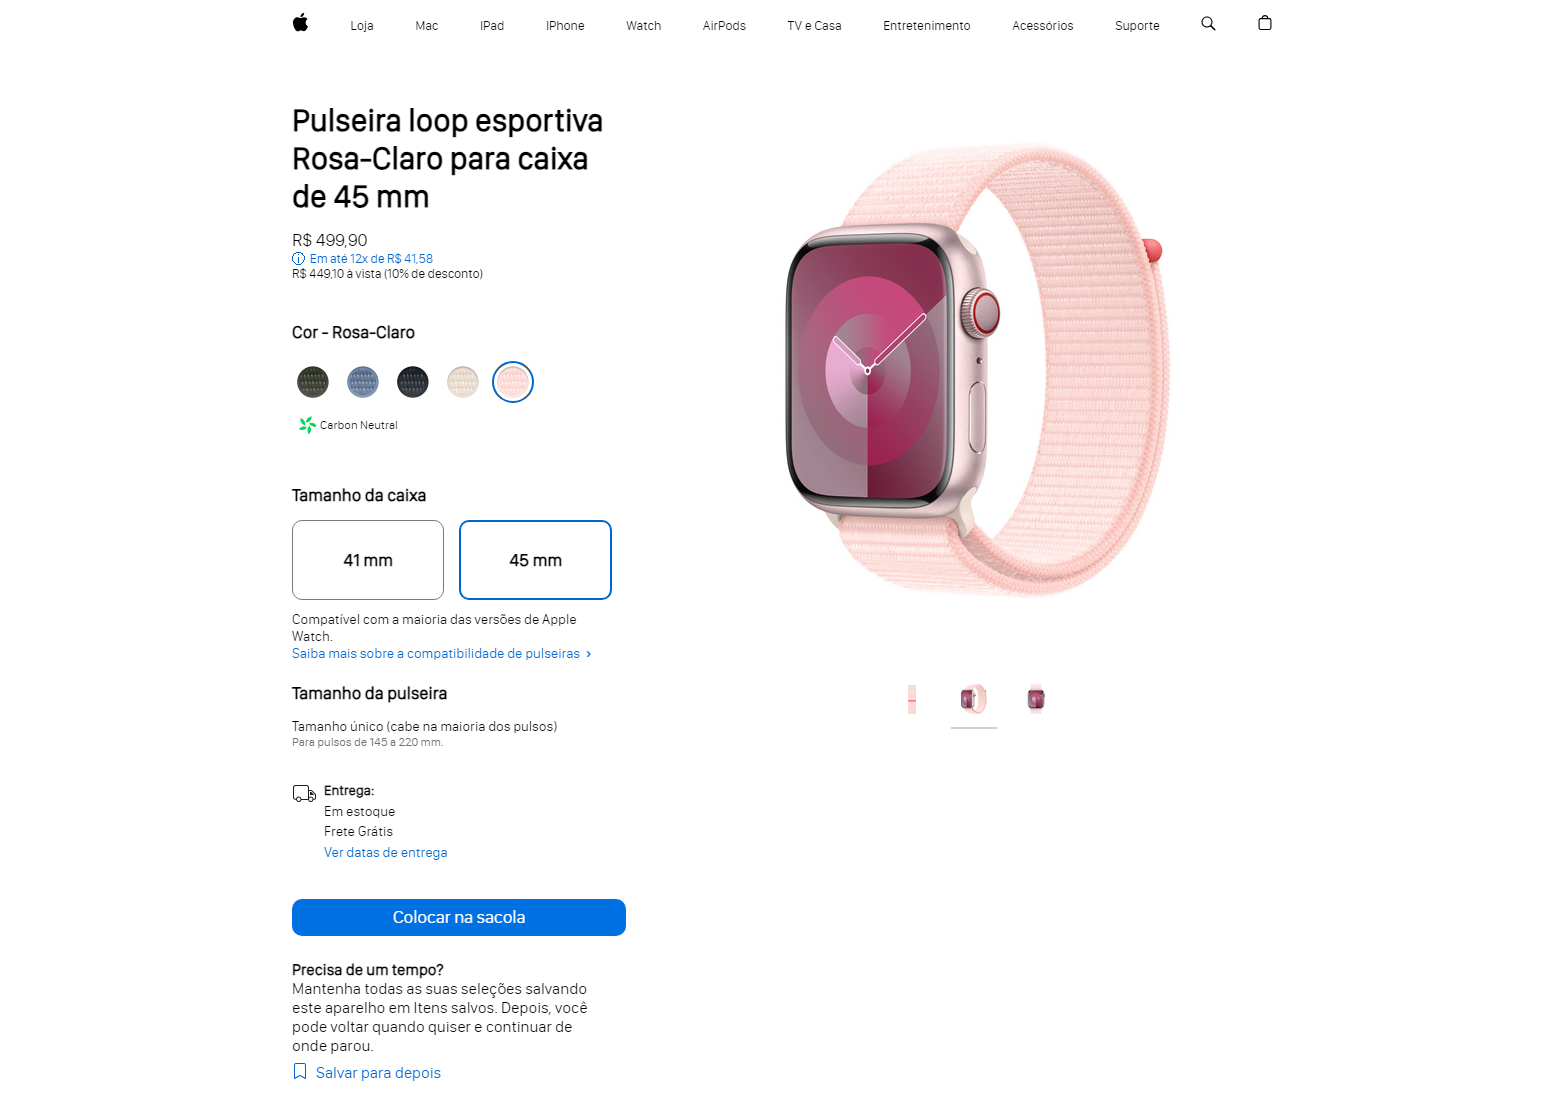 Loja Mac IPad IPhone Watch AirPods TV e Casa Entretenimento Acessórios Suporte
Pulseira loop esportiva
Rosa-Claro para caixa
de 45 mm
R$ 499,90
Em até 12x de R$ 41,58
R$ 449,10 à vista (10% de desconto)
Cor - Rosa-Claro
Carbon Neutral
Tamanho da caixa
41 mm 45 mm
Compatível com a maioria das versões de Apple
Watch.
Saiba mais sobre a compatibilidade de pulseiras ›
Tamanho da pulseira
Tamanho único (cabe na maioria dos pulsos)
Para pulsos de 145 a 220 mm.
Entrega:
Em estoque
Frete Grátis
Ver datas de entrega
Colocar na sacola
Precisa de um tempo?
Mantenha todas as suas seleções salvando
este aparelho em Itens salvos. Depois, você
pode voltar quando quiser e continuar de
onde parou.
Salvar para depois